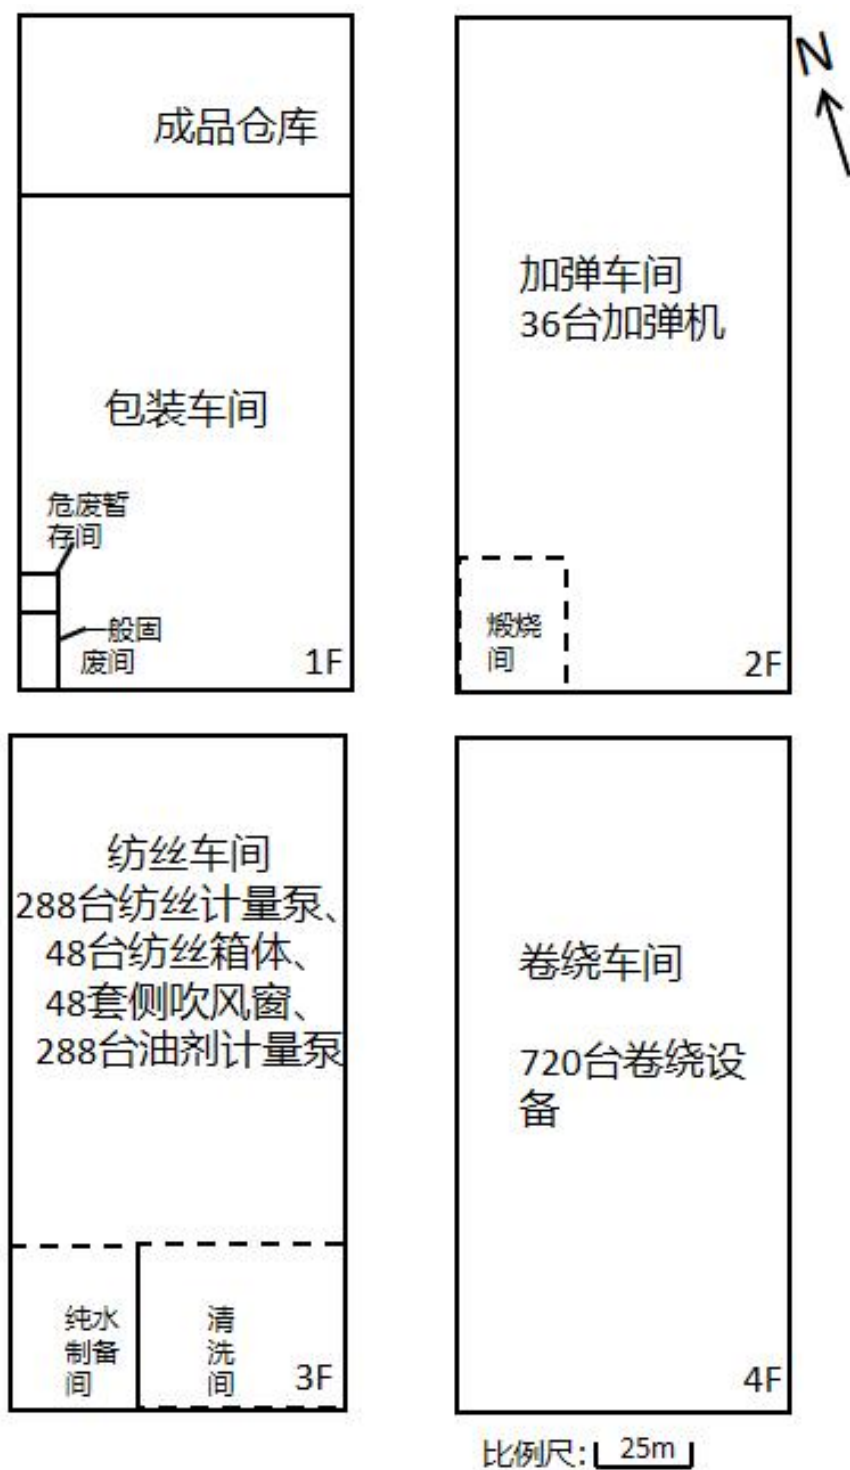 成品仓库
包装车间
危废暂
存间
一般固
废间
1F
N
加弹车间
36台加弹机
煅烧
间
2F
纺丝车间
288台纺丝计量泵、
48台纺丝箱体、
48套侧吹风窗、
288台油剂计量泵
纯水
制备
间
清
洗
间
3F
卷绕车间
720台卷绕设
备
4F
比例尺: 25m